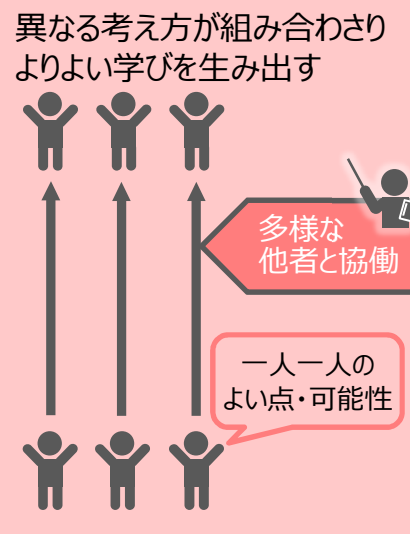 異なる考え方が組み合わさり
よりよい学びを生み出す
多様な
他者と協働
一人一人の
よい点・可能性